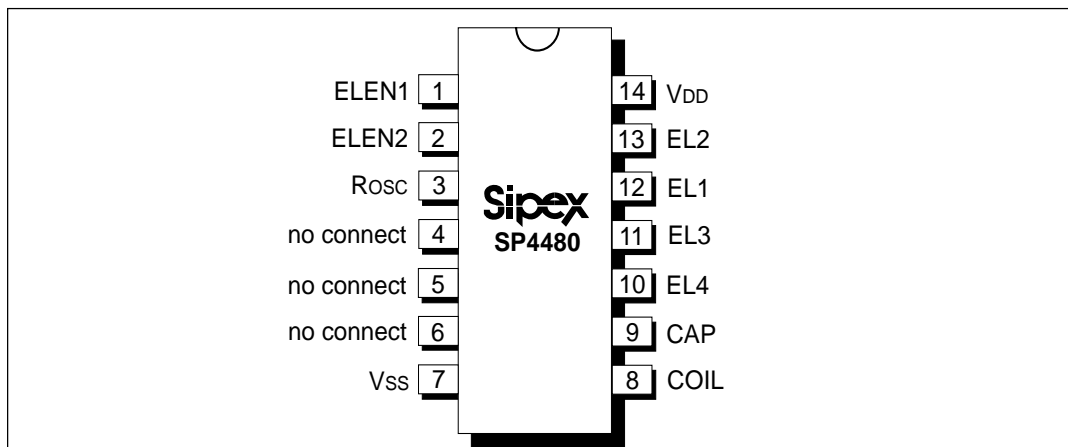 ELEN1 1
ELEN2 2
ROSC 3
no connect 4
no connect 5
no connect 6
VSS 7
Sipex
SP4480
14 VDD
13 EL2
12 EL1
11 EL3
10 EL4
9 CAP
8 COIL